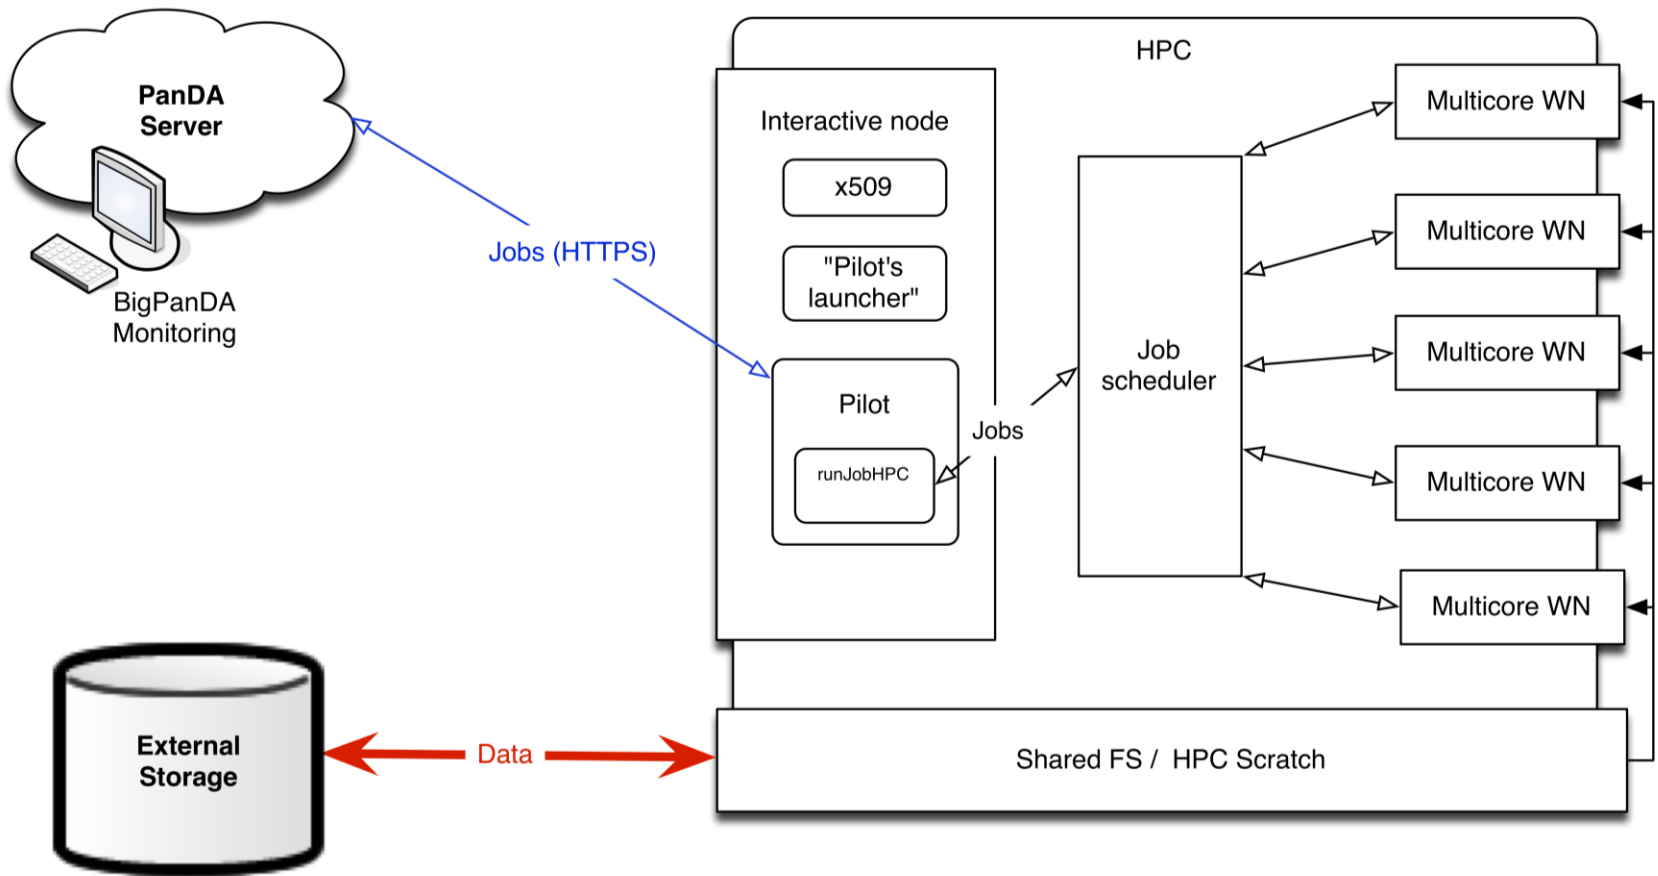 PanDA
Server
BigPanDA
Monitoring
Jobs (HTTPS)
HPC
Interactive node
x509
"Pilot's
launcher"
Pilot
runJobHPC
Jobs
Job
scheduler
Multicore WN
Multicore WN
Multicore WN
Multicore WN
Multicore WN
External
Storage
Data
Shared FS / HPC Scratch